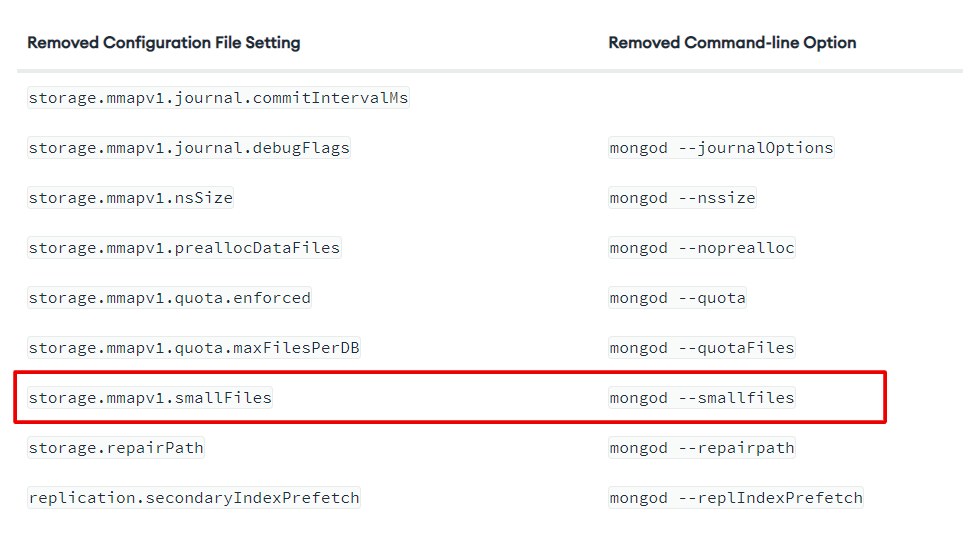 Removed Configuration File Setting Removed Command-line Option
storage.mmapv1.journal.commitIntervalMs
storage.mmapv1.journal.debugFlags mongod --journalOptions
storage.mmapv1.nsSize mongod --nssize
storage.mmapv1.preallocDataFiles mongod --noprealloc
storage.mmapv1.quota.enforced mongod --quota
storage.mmapv1.quota.maxFilesPerDB mongod --quotaFiles
storage.mmapv1.smallFiles mongod --smallfiles
storage.repairPath mongod --repairpath
replication.secondaryIndexPrefetch mongod --replIndexPrefetch